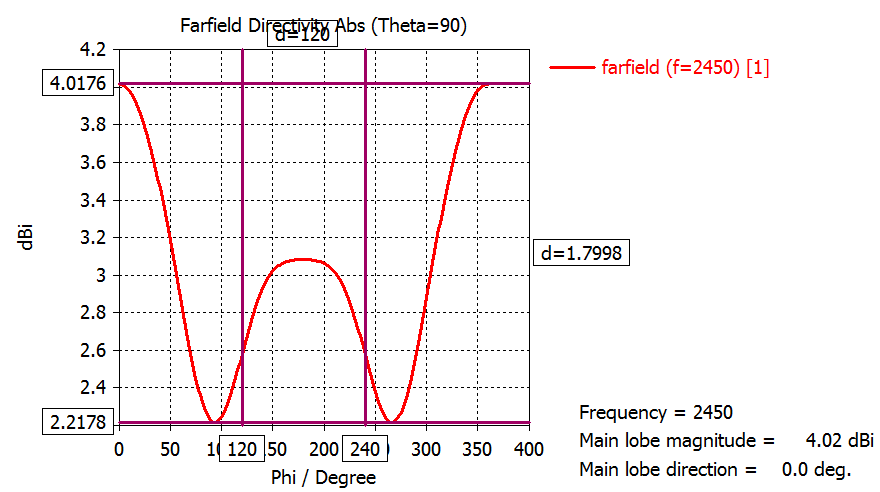 Farfield Directivity Abs (Theta=90)
d=120
4.2
4.0176
3.8
3.6
3.4
3.2
3
2.8
2.6
2.4
2.2178
dBi
d=1.7998
0 50 120 50 200 240 300 350 400
Phi / Degree
farfield (f=2450) [1]
Frequency = 2450
Main lobe magnitude = 4.02 dBi
Main lobe direction = 0.0 deg.